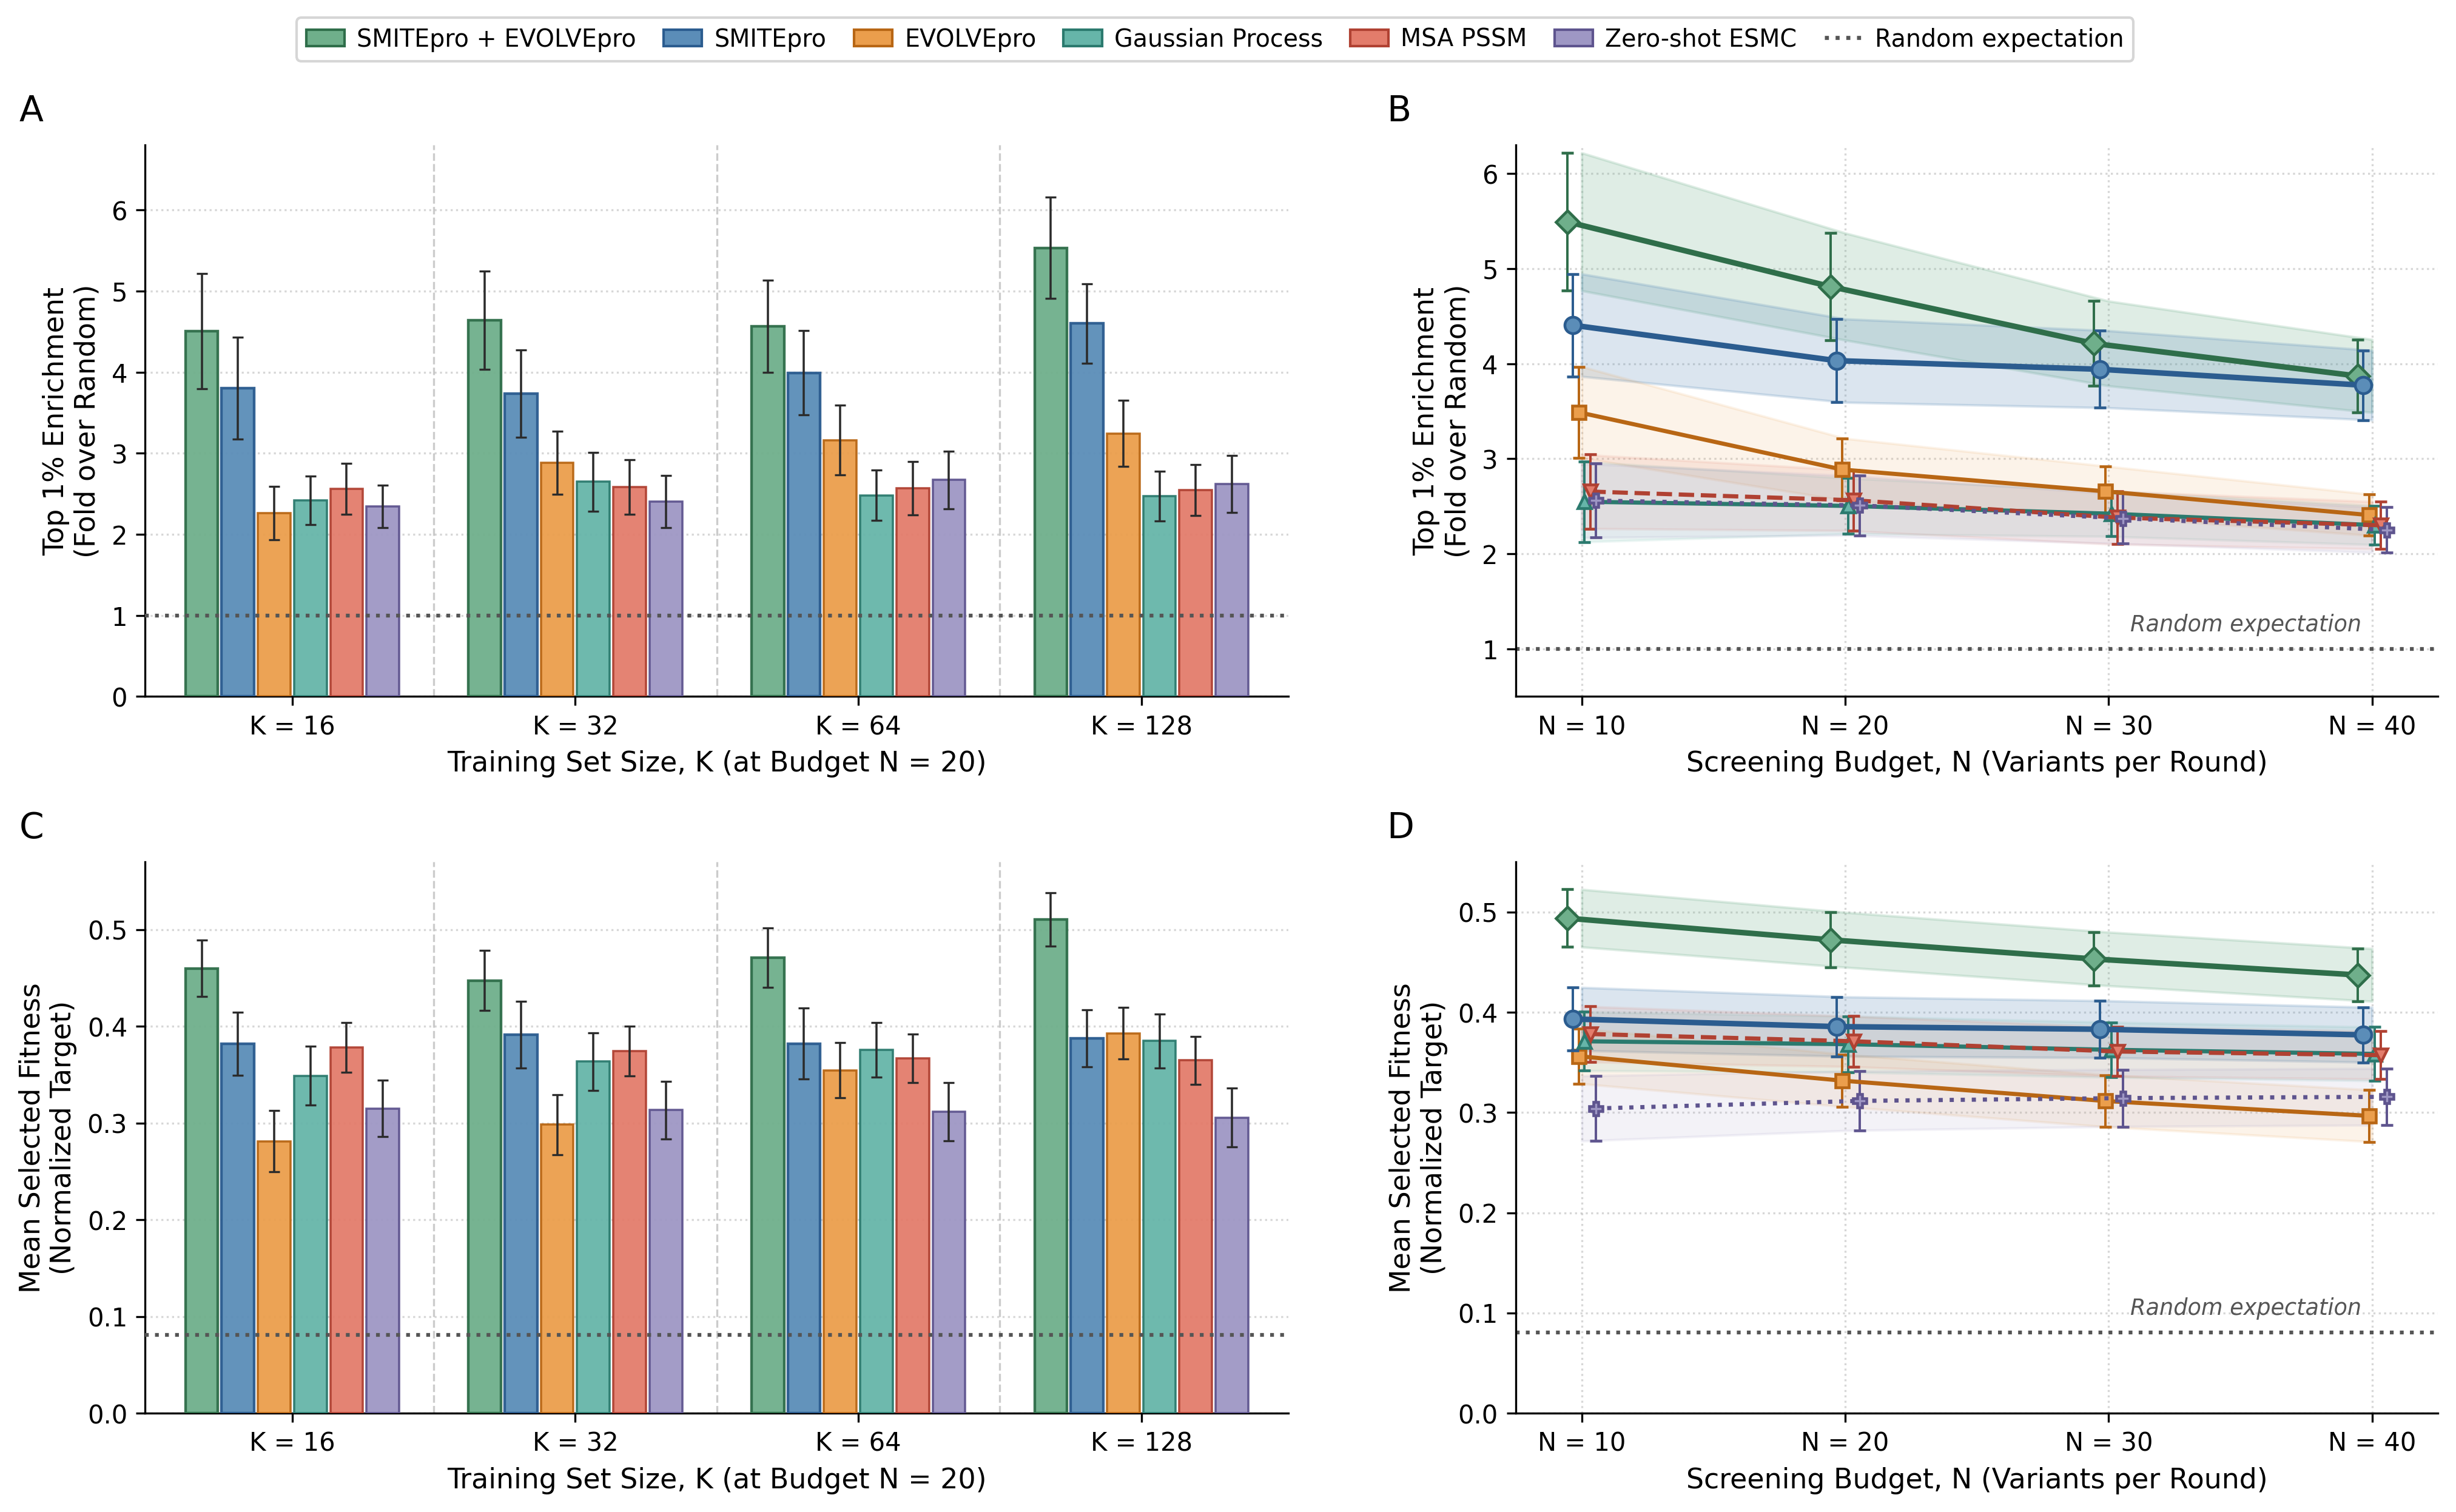 SMITEpro + EVOLVEpro SMITEpro EVOLVEpro Gaussian Process MSA PSSM Zero-shot ESMC Random expectation
A
Top 1% Enrichment
(Fold over Random)
6
5
4
3
2
1
0
K = 16 K = 32 K = 64 K = 128
Training Set Size, K (at Budget N = 20)
B
Top 1% Enrichment
(Fold over Random)
6
5
4
3
2
1
Random expectation
N = 10 N = 20 N = 30 N = 40
Screening Budget, N (Variants per Round)
C
Mean Selected Fitness
(Normalized Target)
0.5
0.4
0.3
0.2
0.1
0.0
K = 16 K = 32 K = 64 K = 128
Training Set Size, K (at Budget N = 20)
D
Mean Selected Fitness
(Normalized Target)
0.5
0.4
0.3
0.2
0.1
0.0
Random expectation
N = 10 N = 20 N = 30 N = 40
Screening Budget, N (Variants per Round)